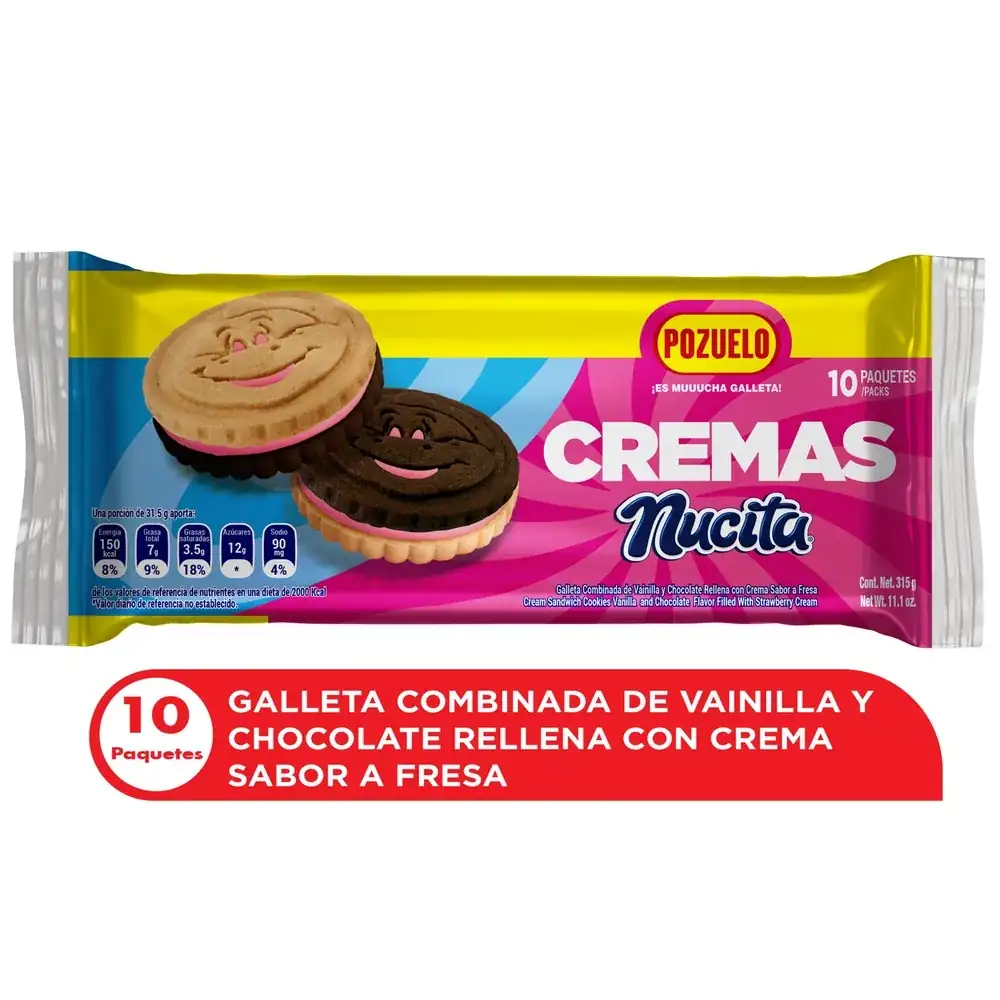 POZUELO
¡ES MUUUCHA GALLETA!
10 PAQUETES
/PACKS
CREMAS
Nucita
Una porción de 31.5 g aporta:
Energía
150
kcal
8%
Grasa
total
7g
9%
Grasas
saturadas
3.5g
18%
Azúcares
12g
*
Sodio
90
mg
4%
de los valores de referencia de nutrientes en una dieta de 2000 Kcal
*Valor diario de referencia no establecido.
Galleta Combinada de Vainilla y Chocolate Rellena con Crema Sabor a Fresa
Cream Sandwich Cookies Vanilla and Chocolate Flavor Filled With Strawberry Cream
Cont. Net. 315 g
Net Wt. 11.1 oz.
10
Paquetes
GALLETA COMBINADA DE VAINILLA Y
CHOCOLATE RELLENA CON CREMA
SABOR A FRESA